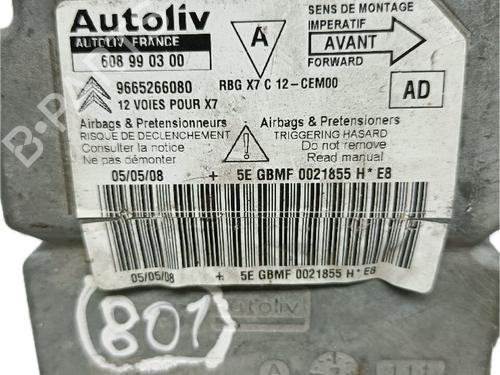 Autoliv
AUTOLIV FRANCE
608 99 03 00
A
SENS DE MONTAGE
IMPERATIF
AVANT
FORWARD
9665266080
RBG X7 C 12-CEM00
12 VOIES POUR X7
AD
Airbags & Pretensionneurs
RISQUE DE DECLENCHEMENT
Consulter la notice
Ne pas démonter
Airbags & Pretensioners
TRIGGERING HASARD
Do not remove
Read manual
05/05/08 + 5E GBMF 0021855 H* E8
05/05/08 + 5E GBMF 0021855 H* E8
801
Autoliv